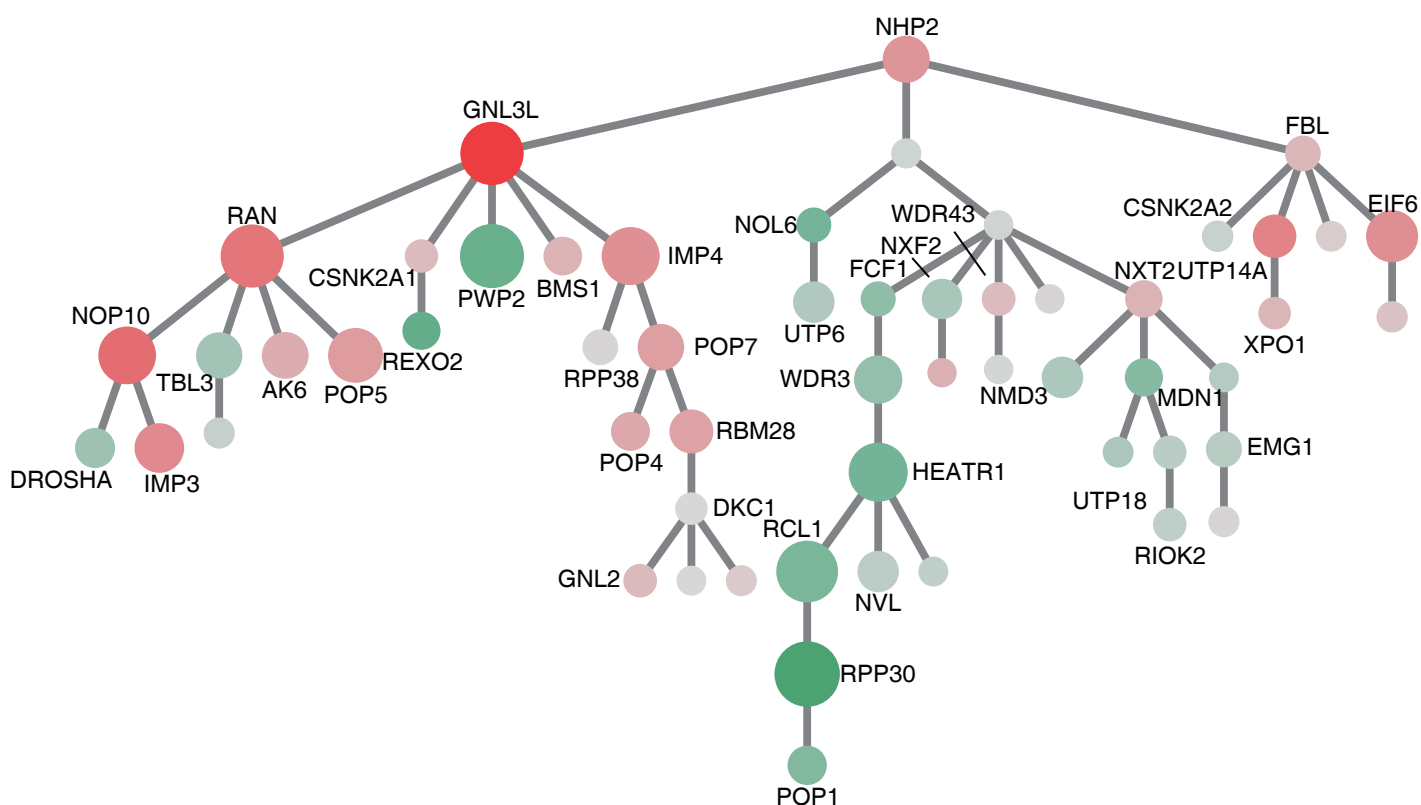 NHP2
GNL3L
FBL
RAN
CSNK2A2
EIF6
NOL6
WDR43
NXF2
IMP4
CSNK2A1
FCF1
NXT2
UTP14A
PWP2
BMS1
NOP10
UTP6
XPO1
POP7
REXO2
TBL3
AK6
POP5
RPP38
WDR3
NMD3
MDN1
RBM28
EMG1
POP4
DROSHA
IMP3
HEATR1
UTP18
DKC1
RCL1
RIOK2
GNL2
NVL
RPP30
POP1